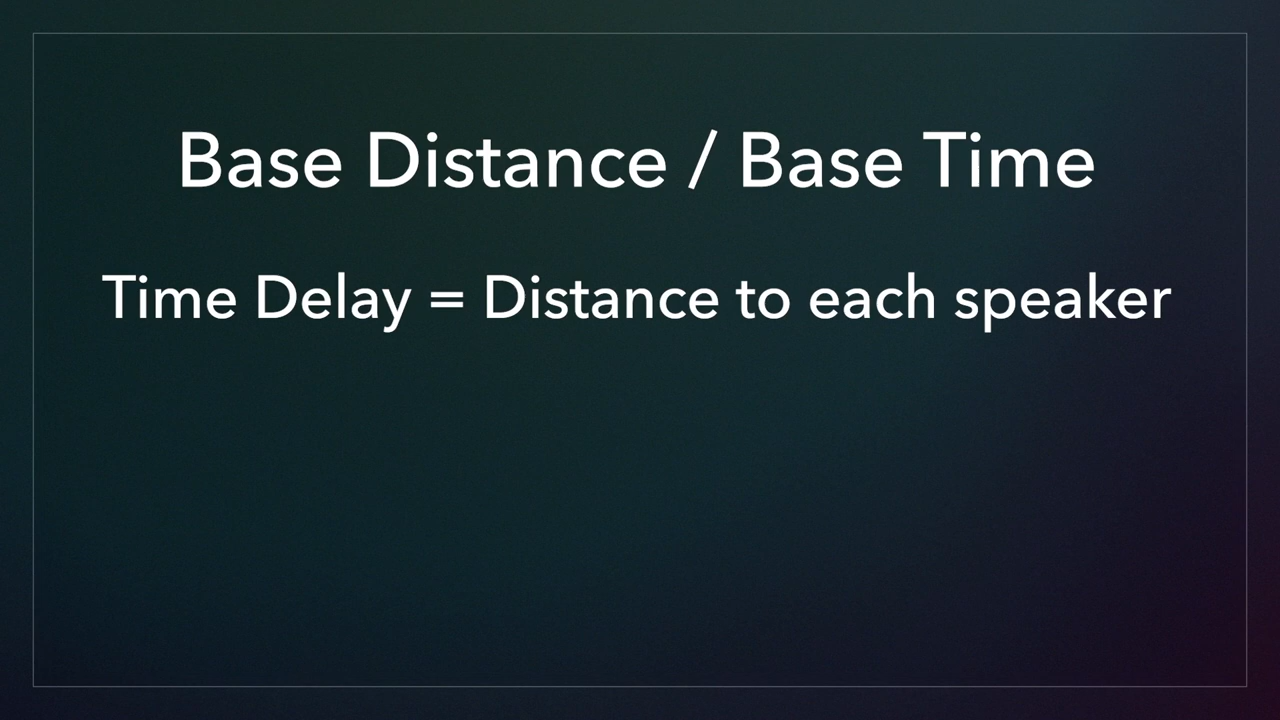 Base Distance / Base Time
Time Delay = Distance to each speaker